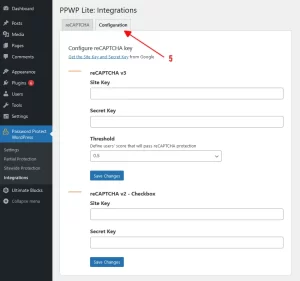 Dashboard
Posts
Media
Pages
Comments
Appearance
Plugins
Users
Tools
Settings
Password Protect
WordPress
Settings
Partial Protection
Sitewide Protection
Integrations
Ultimate Blocks
Collapse menu
PPWP Lite: Integrations
reCAPTCHA
Configuration
5
Configure reCAPTCHA key
Get the Site Key and Secret Key from Google
reCAPTCHA v3
Site Key
Secret Key
Threshold
Define users' score that will pass reCAPTCHA protection
Save Changes
reCAPTCHA v2 - Checkbox
Site Key
Secret Key
Save Changes